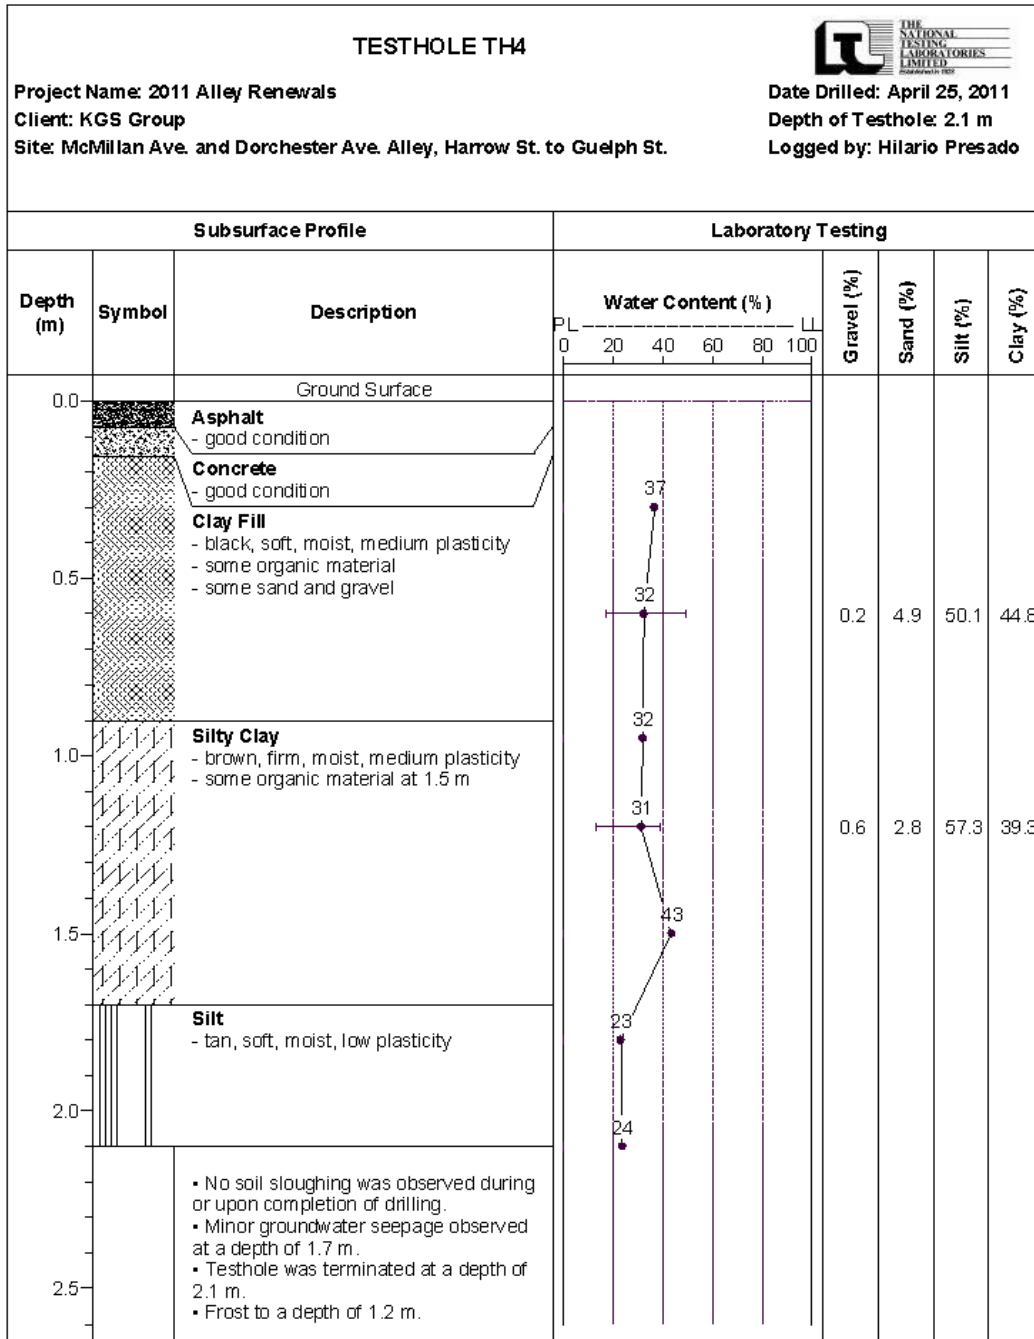 TESTHOLE TH4
THE
NATIONAL
TESTING
LABORATORIES
LIMITED
Established in 1923
Project Name: 2011 Alley Renewals
Client: KGS Group
Site: McMillan Ave. and Dorchester Ave. Alley, Harrow St. to Guelph St.
Date Drilled: April 25, 2011
Depth of Testhole: 2.1 m
Logged by: Hilario Presado
Subsurface Profile
Laboratory Testing
Depth
(m)
Symbol
Description
Water Content (%)
PL LL
0 20 40 60 80 100
Gravel (%)
Sand (%)
Silt (%)
Clay (%)
Ground Surface
0.0
Asphalt
- good condition
Concrete
- good condition
37
Clay Fill
- black, soft, moist, medium plasticity
- some organic material
- some sand and gravel
0.5
32
0.2 4.9 50.1 44.8
Silty Clay
- brown, firm, moist, medium plasticity
- some organic material at 1.5 m
32
1.0
31
0.6 2.8 57.3 39.3
43
1.5
Silt
- tan, soft, moist, low plasticity
23
2.0
24
▪ No soil sloughing was observed during
or upon completion of drilling.
▪ Minor groundwater seepage observed
at a depth of 1.7 m.
▪ Testhole was terminated at a depth of
2.1 m.
▪ Frost to a depth of 1.2 m.
2.5